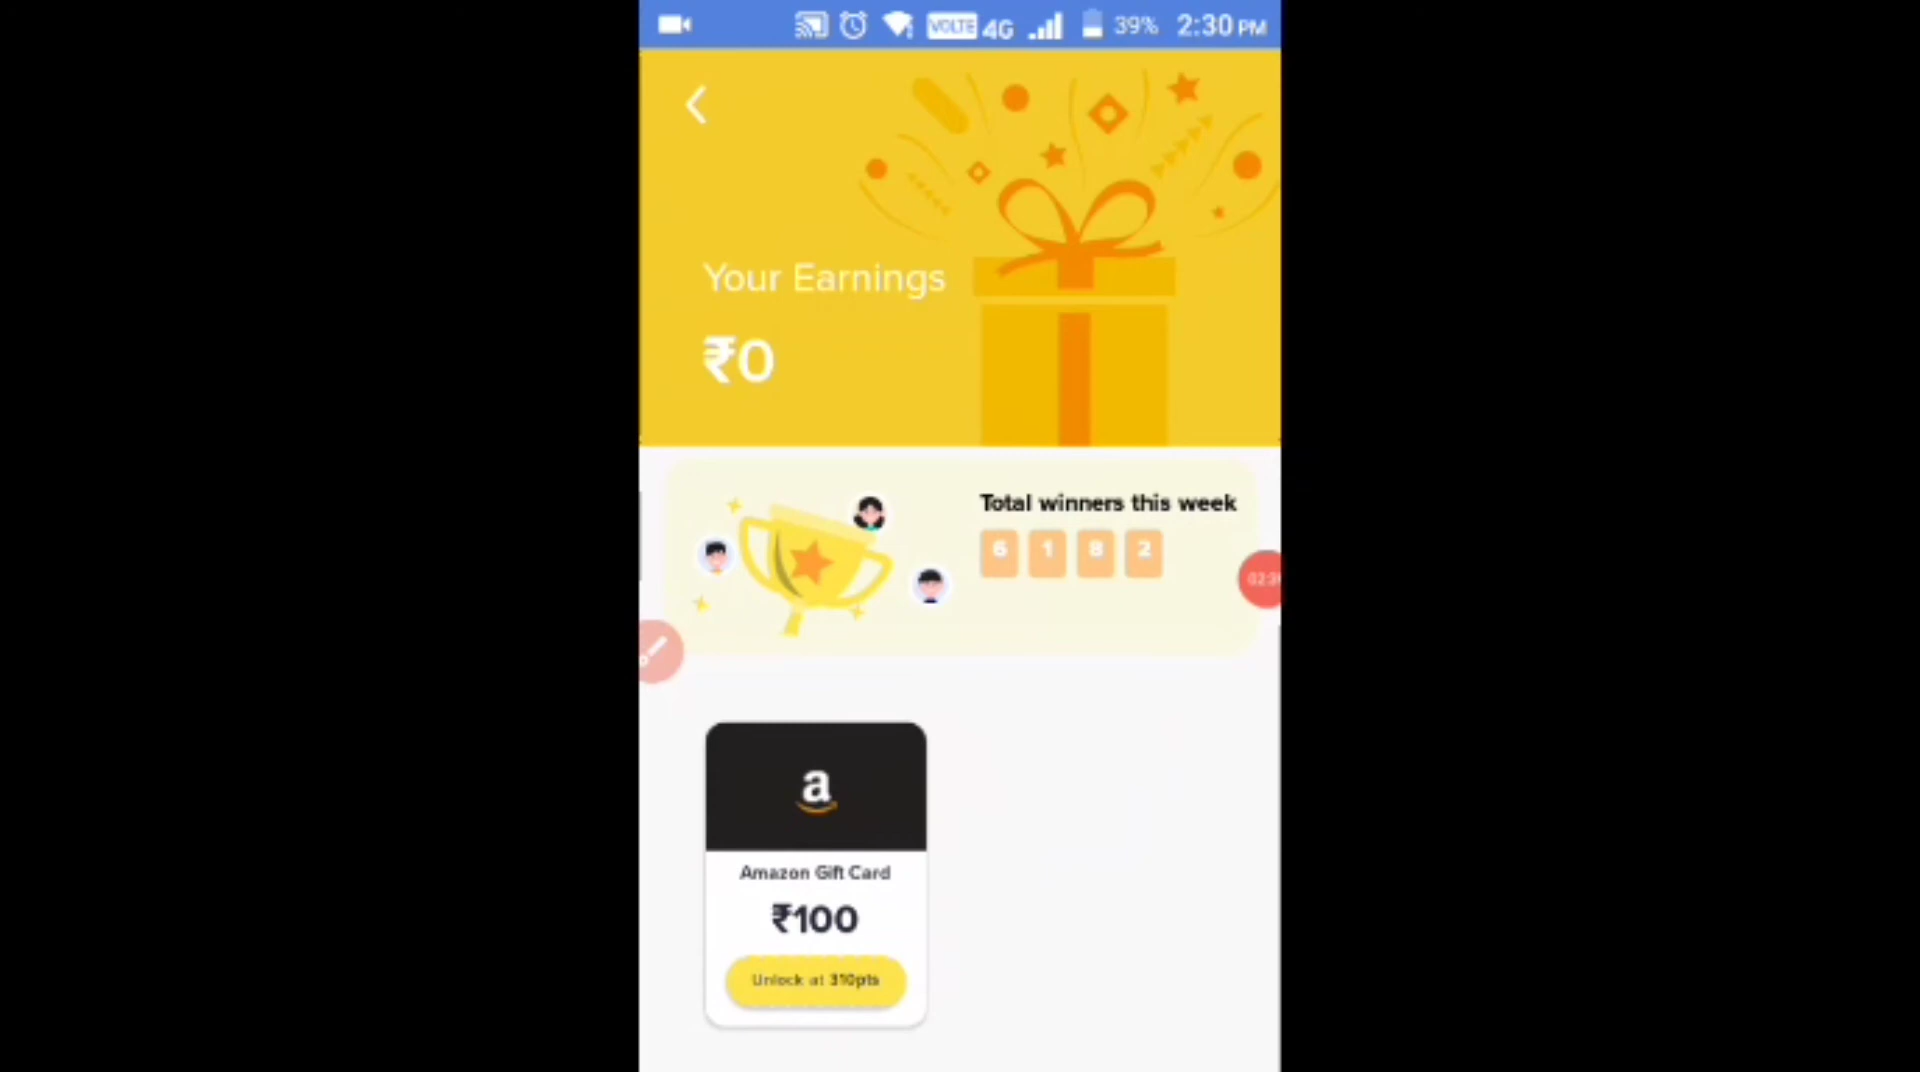 VOLTE 4G 39% 2:30 PM
Your Earnings
₹0
Total winners this week
6 1 8 2
a
Amazon Gift Card
₹100
Unlock at 310pts